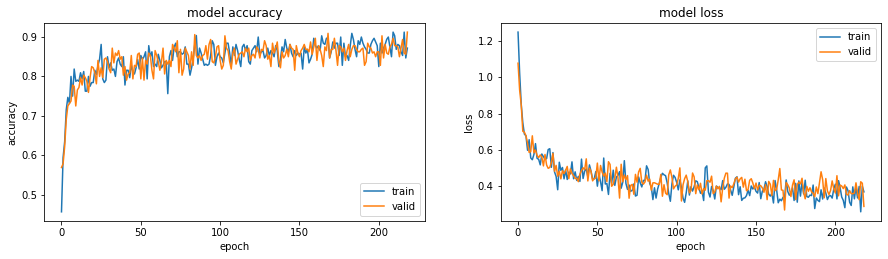 model accuracy
accuracy
0.9
0.8
0.7
0.6
0.5
train
valid
0
50
100
150
200
epoch
model loss
loss
1.2
1.0
0.8
0.6
0.4
train
valid
0
50
100
150
200
epoch